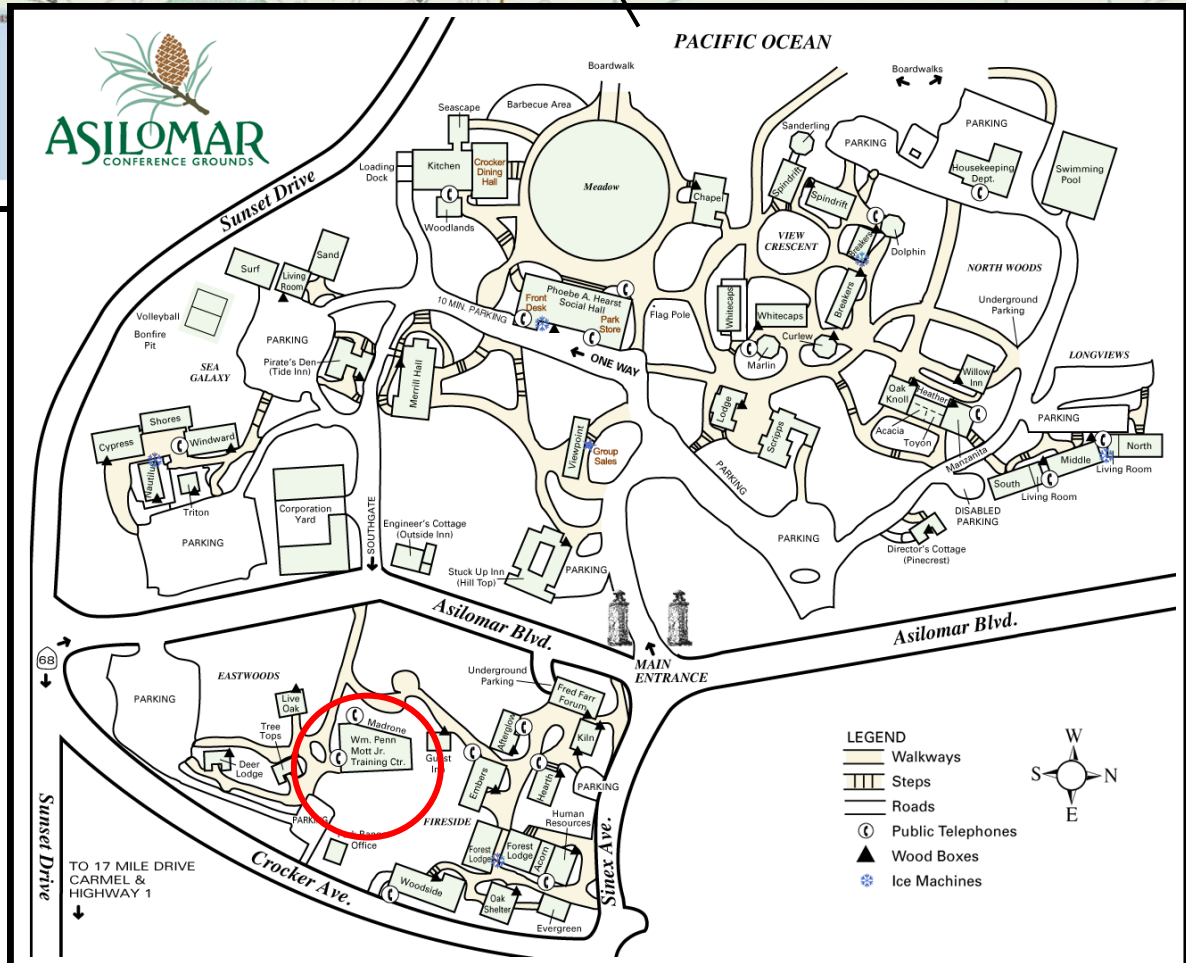 PACIFIC OCEAN
ASILOMAR
CONFERENCE GROUNDS
Boardwalk
Boardwalks
Barbecue Area
Seascape
Loading
Dock
Kitchen
Crocker
Dining
Hall
Woodlands
Meadow
Chapel
Sanderling
Spindrift
Spindrift
PARKING
PARKING
Housekeeping
Dept.
Swimming
Pool
VIEW
CRESCENT
Breakers
Dolphin
Breakers
NORTH WOODS
Underground
Parking
LONGVIEWS
Sunset Drive
Surf
Living
Room
Sand
Volleyball
Bonfire
Pit
PARKING
SEA
GALAXY
Pirate's Den
(Tide Inn)
Merrill Hall
10 MIN. PARKING
Front
Desk
Phoebe A. Hearst
Social Hall
Park
Store
Flag Pole
ONE WAY
Whitecaps
Whitecaps
Marlin
Curlew
Lodge
Scripps
Oak
Knoll
Heather
Willow
Inn
Acacia
Toyon
Manzanita
PARKING
North
Middle
South
Living Room
Living Room
DISABLED
PARKING
Director's Cottage
(Pinecrest)
PARKING
PARKING
Viewpoint
Group
Sales
Shores
Cypress
Windward
Nautilus
Triton
PARKING
Corporation
Yard
SOUTHGATE
Engineer's Cottage
(Outside Inn)
Stuck Up Inn
(Hill Top)
PARKING
Asilomar Blvd.
Asilomar Blvd.
MAIN
ENTRANCE
68
PARKING
EASTWOODS
Live
Oak
Tree
Tops
Deer
Lodge
Madrone
Wm. Penn
Mott Jr.
Training Ctr.
Underground
Parking
Fred Farr
Forum
Afterglow
Kiln
Embers
Hearth
PARKING
FIRESIDE
Human
Resources
Forest
Lodge
Forest
Lodge
Acorn
PARKING
Office
Woodside
Oak
Shelter
Evergreen
Sinex Ave.
Crocker Ave.
Sunset Drive
TO 17 MILE DRIVE
CARMEL &
HIGHWAY 1
LEGEND
Walkways
Steps
Roads
Public Telephones
Wood Boxes
Ice Machines
W
S
N
E